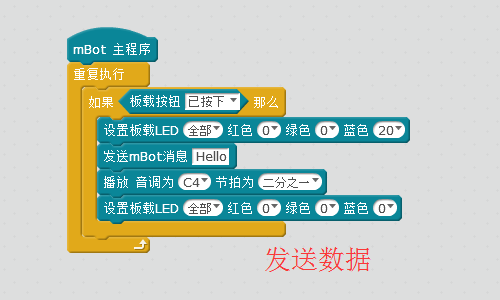 mBot 主程序
重复执行
如果 板载按钮 已按下 那么
设置板载LED 全部 红色 0 绿色 0 蓝色 20
发送mBot消息 Hello
播放 音调为 C4 节拍为 二分之一
设置板载LED 全部 红色 0 绿色 0 蓝色 0
发送数据